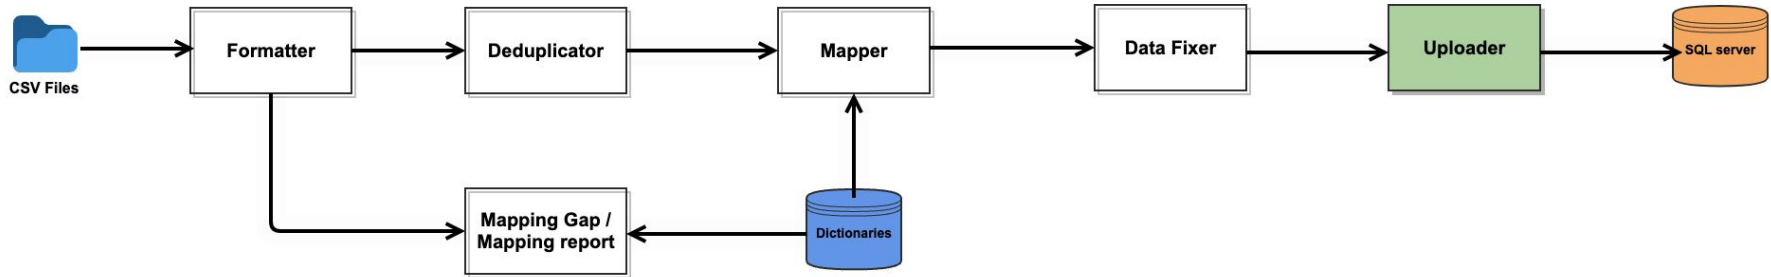 CSV Files
Formatter
Deduplicator
Mapper
Data Fixer
Uploader
SQL server
Mapping Gap /
Mapping report
Dictionaries